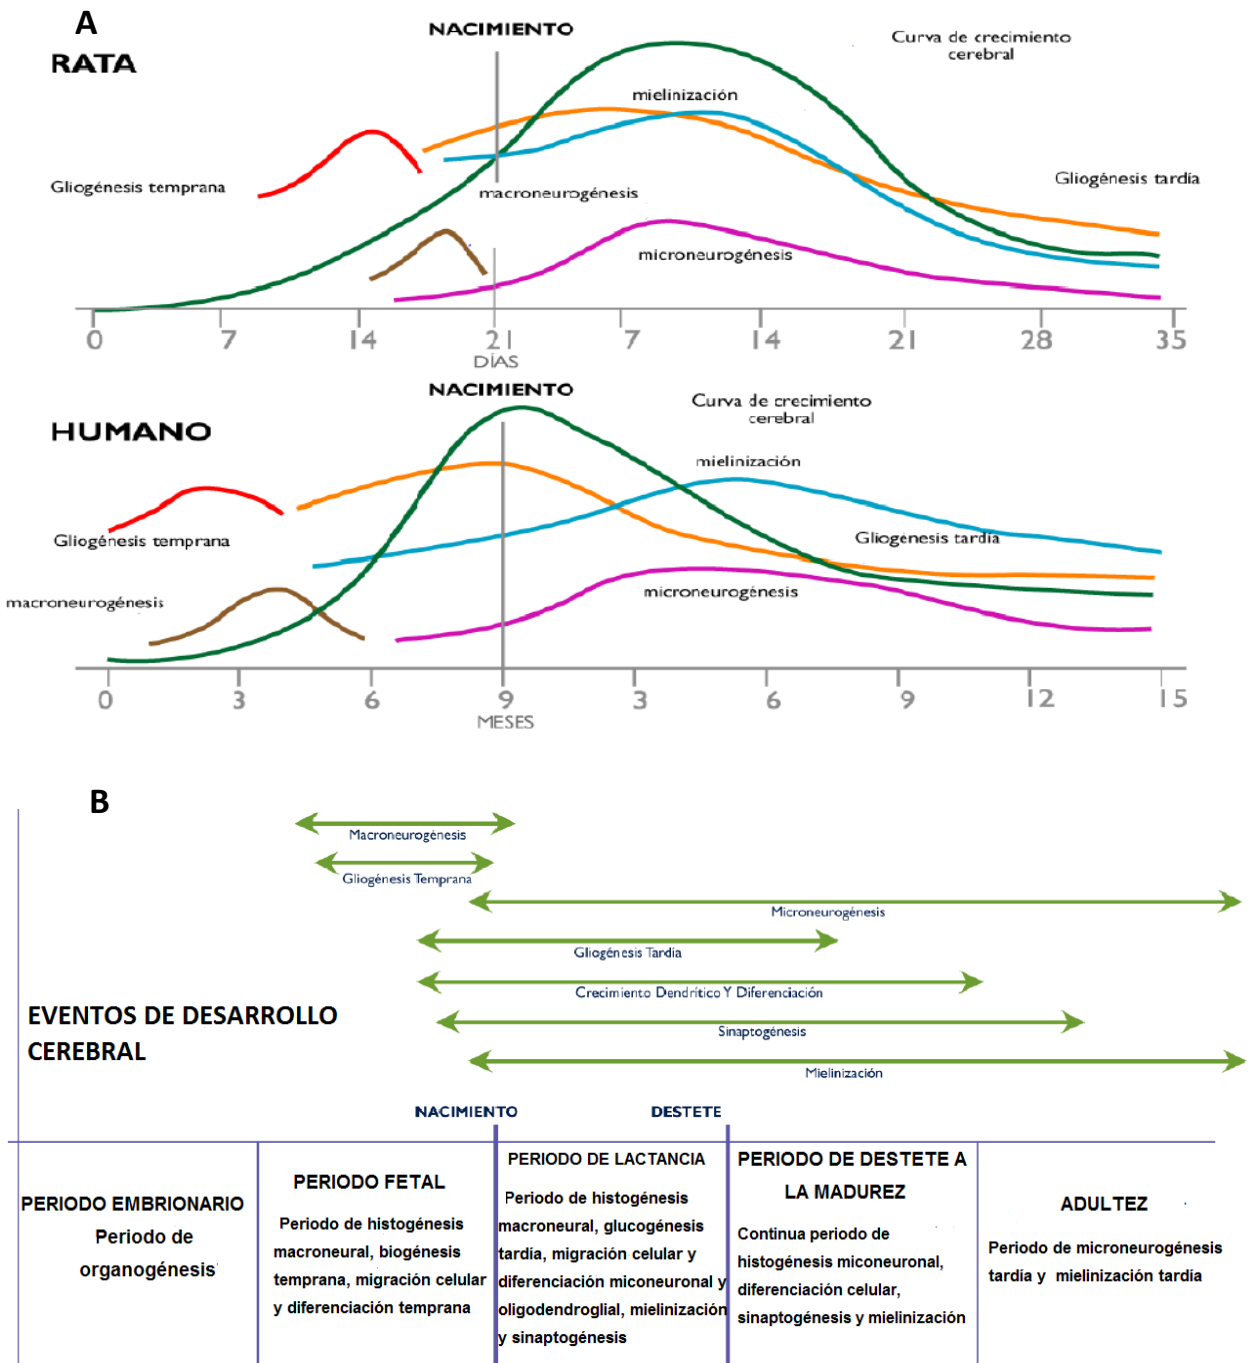 A
NACIMIENTO
Curva de crecimiento
cerebral
RATA
mielinización
Gliogénesis temprana
macroneurogénesis
Gliogénesis tardía
microneurogénesis
0 7 14 21 7 14 21 28 35
DÍAS
NACIMIENTO
Curva de crecimiento
cerebral
HUMANO
mielinización
Gliogénesis temprana
Gliogénesis tardía
macroneurogénesis
microneurogénesis
0 3 6 9 3 6 9 12 15
MESES
B
Macroneurogénesis
Gliogénesis Temprana
Microneurogénesis
Gliogénesis Tardía
Crecimiento Dendrítico Y Diferenciación
EVENTOS DE DESARROLLO
CEREBRAL
Sinaptogénesis
Mielinización
NACIMIENTO
DESTETE
PERIODO EMBRIONARIO
Periodo de
organogénesis
PERIODO FETAL
Periodo de histogénesis
macroneural, biogénesis
temprana, migración celular
y diferenciación temprana
PERIODO DE LACTANCIA
Periodo de histogénesis
macroneural, glucogénesis
tardía, migración celular y
diferenciación miconeuronal y
oligodendroglial, mielinización
y sinaptogénesis
PERIODO DE DESTETE A
LA MADUREZ
Continua periodo de
histogénesis miconeuronal,
diferenciación celular,
sinaptogénesis y mielinización
ADULTEZ
Periodo de microneurogénesis
tardía y mielinización tardía